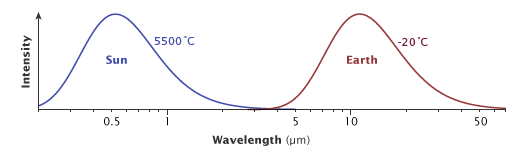 Intensity
5500°C
Sun
-20°C
Earth
0.5 1 5 10 50
Wavelength (μm)